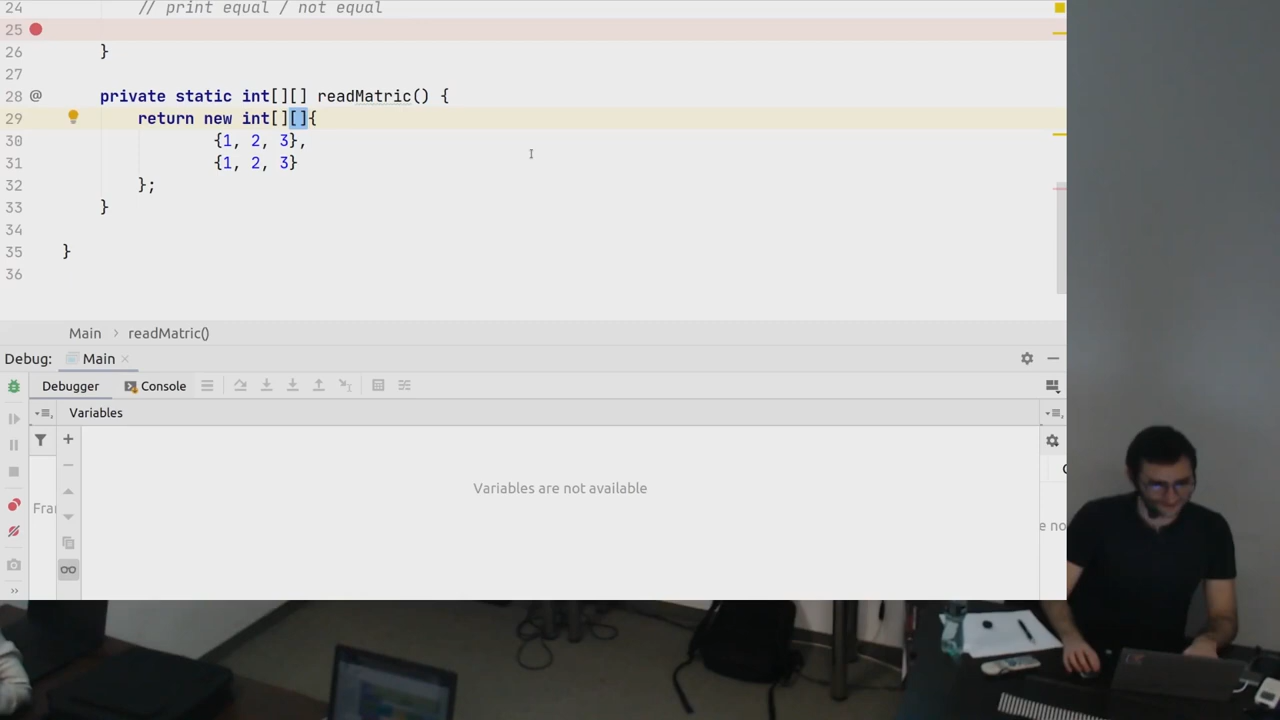 24 // print equal / not equal
25
26 }
27
28 @ private static int[][] readMatric() {
29 return new int[][]{
30 {1, 2, 3},
31 {1, 2, 3}
32 };
33 }
34
35 }
36
Main > readMatric()
Debug: Main ×
Debugger Console
Variables
Variables are not available
Fra
e no